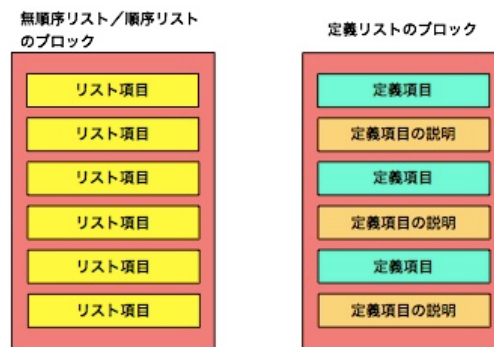 無順序リスト／順序リスト
のブロック
リスト項目
リスト項目
リスト項目
リスト項目
リスト項目
リスト項目
定義リストのブロック
定義項目
定義項目の説明
定義項目
定義項目の説明
定義項目
定義項目の説明